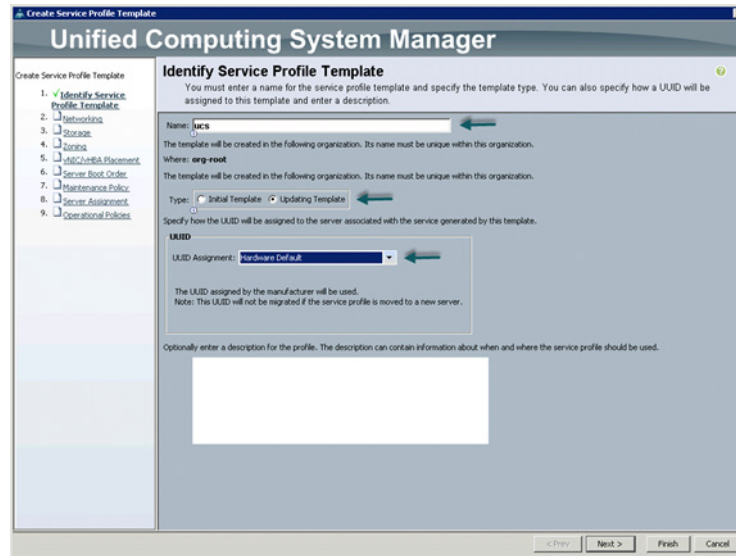 Create Service Profile Template
Unified Computing System Manager
Create Service Profile Template
1. √Identify Service
Profile Template
2. Networking
3. Storage
4. Zoning
5. vNIC/vHBA Placement
6. Server Boot Order
7. Maintenance Policy
8. Server Assignment
9. Operational Policies
Identify Service Profile Template
You must enter a name for the service profile template and specify the template type. You can also specify how a UUID will be
assigned to this template and enter a description.
Name: ucs
The template will be created in the following organization. Its name must be unique within this organization.
Where: org-root
The template will be created in the following organization. Its name must be unique within this organization.
Type: Initial Template Updating Template
Specify how the UUID will be assigned to the server associated with the service generated by this template.
UUID
UUID Assignment: Hardware Default
The UUID assigned by the manufacturer will be used.
Note: This UUID will not be migrated if the service profile is moved to a new server.
Optionally enter a description for the profile. The description can contain information about when and where the service profile should be used.
< Prev Next > Finish Cancel